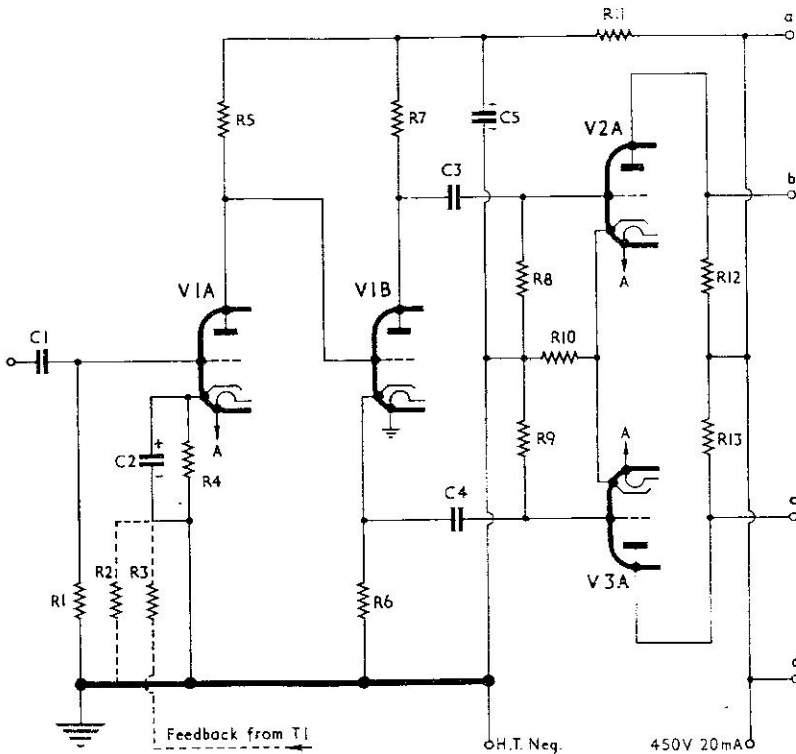 R11
a
R5
R7
C5
V2A
C3
b
A
R8
R12
V1A
V1B
C1
R10
A
R9
A
R13
C2
R4
C4
c
V3A
R2
R3
R1
R6
Feedback from T1
H.T. Neg.
450V 20mA